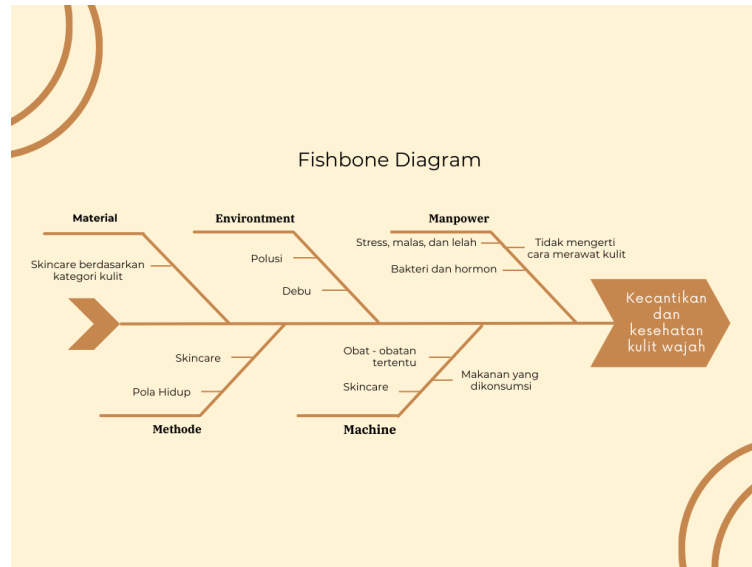 Fishbone Diagram
Material
Environtment
Manpower
Skincare berdasarkan
kategori kulit
Polusi
Debu
Stress, malas, dan lelah
Bakteri dan hormon
Tidak mengerti
cara merawat kulit
Kecantikan
dan
kesehatan
kulit wajah
Skincare
Pola Hidup
Obat - obatan
tertentu
Skincare
Makanan yang
dikonsumsi
Methode
Machine